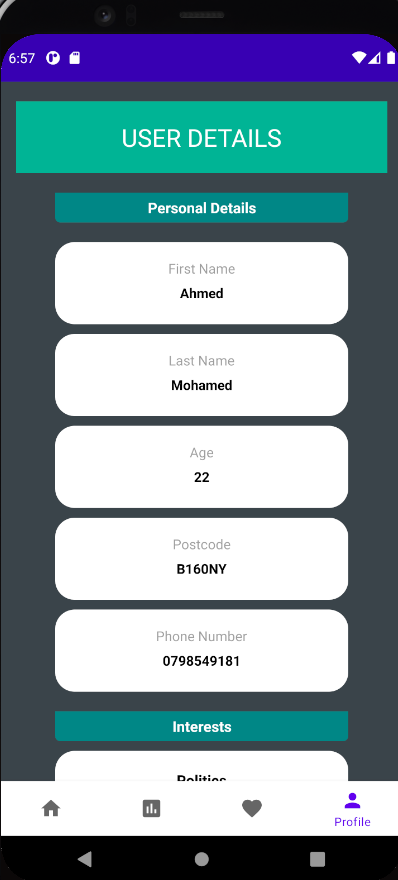 6:57
USER DETAILS
Personal Details
First Name
Ahmed
Last Name
Mohamed
Age
22
Postcode
B160NY
Phone Number
0798549181
Interests
Politics
Profile